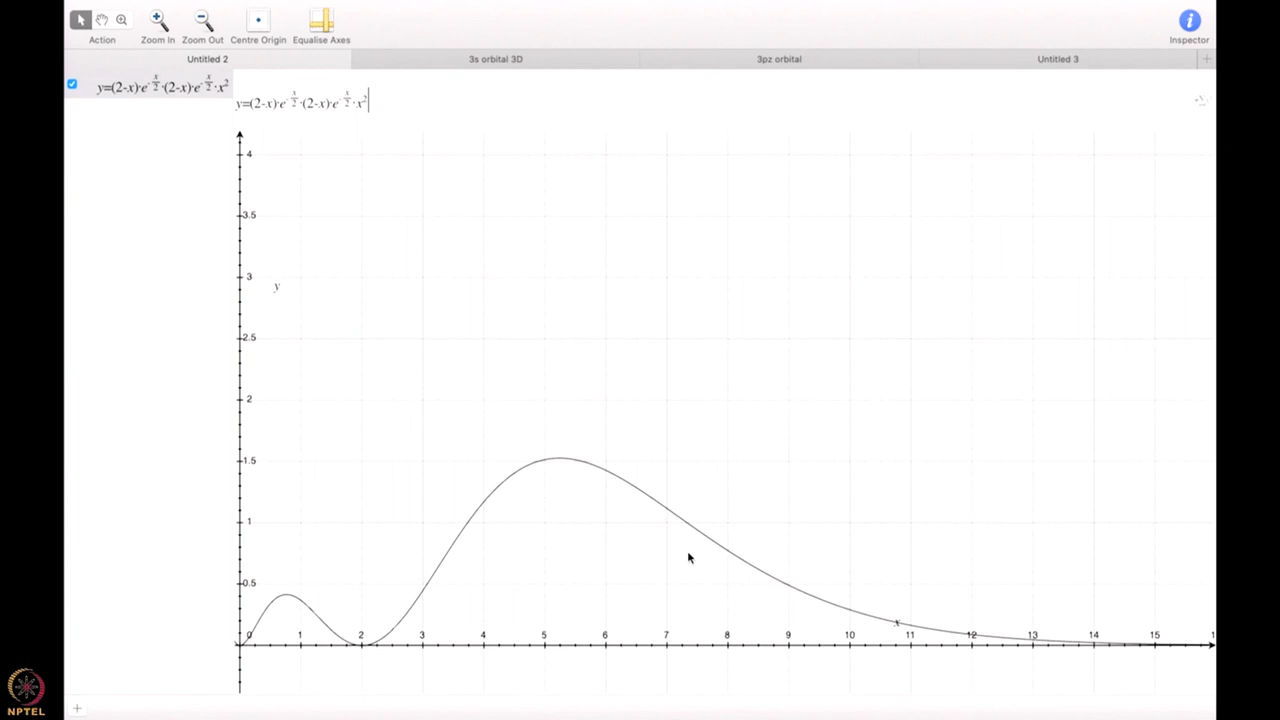 Action Zoom In Zoom Out Centre Origin Equalise Axes Inspector
Untitled 2 3s orbital 3D 3pz orbital Untitled 3 +
y=(2-x)·e^-x/2·(2-x)·e^-x/2·x²
y=(2-x)·e^-x/2·(2-x)·e^-x/2·x²
4
3.5
3
y
2.5
2
1.5
1
0.5
x
0 1 2 3 4 5 6 7 8 9 10 11 12 13 14 15 1
NPTEL
+